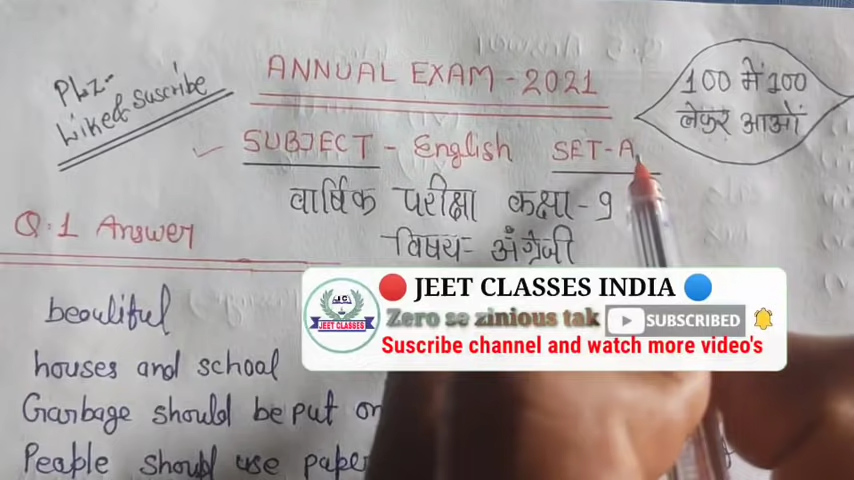 ANNUAL EXAM - 2021
100 में 100
लेकर आओं
Plz-
Like & Suscribe
SUBJECT - English SET-A
वार्षिक परीक्षा कक्षा - 9
विषय- अंग्रेजी
Q.1 Answer
JEET CLASSES INDIA
JC
JEET CLASSES
Zero se zinious tak
SUBSCRIBED
Suscribe channel and watch more video's
beautiful
houses and school
Garbage should be put on
Peaple should use paper